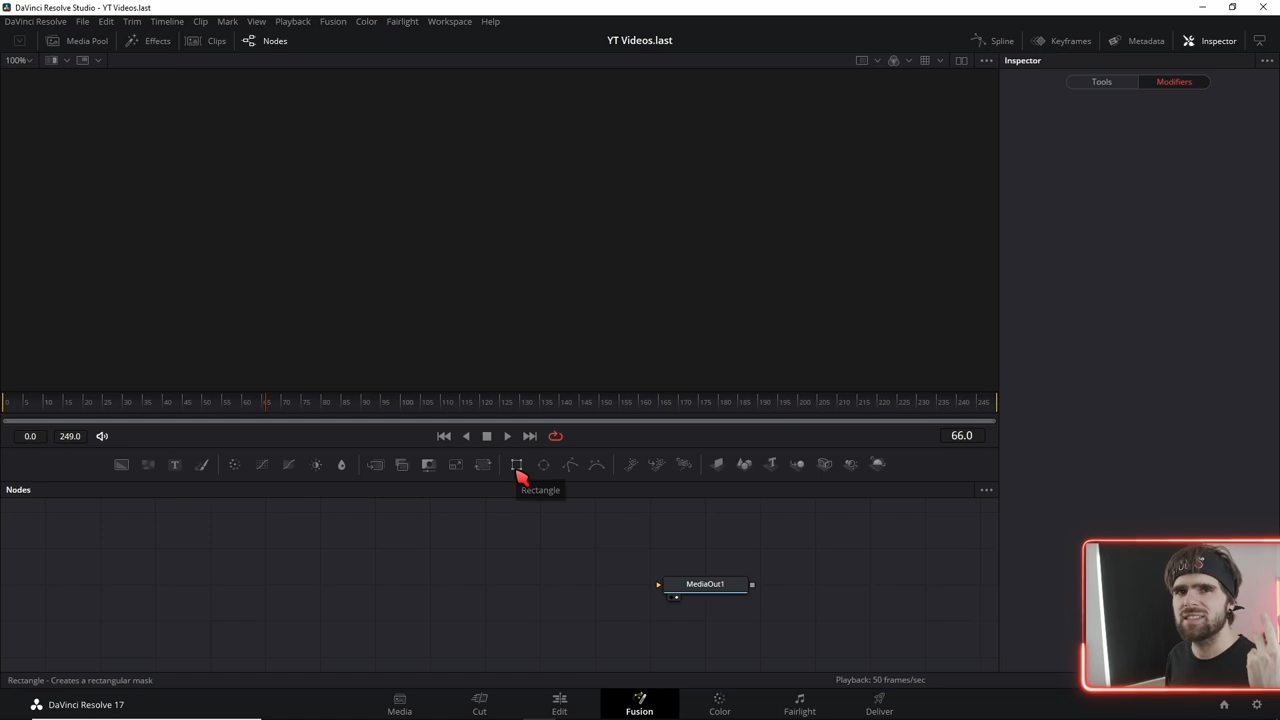 DaVinci Resolve Studio - YT Videos.last
DaVinci Resolve File Edit Trim Timeline Clip Mark View Playback Fusion Color Fairlight Workspace Help
Media Pool Effects Clips Nodes YT Videos.last Spline Keyframes Metadata Inspector
100% Inspector
Tools Modifiers
0 5 10 15 20 25 30 35 40 45 50 55 60 65 70 75 80 85 90 95 100 105 110 115 120 125 130 135 140 145 150 155 160 165 170 175 180 185 190 195 200 205 210 215 220 225 230 235 240 245
0.0 249.0 66.0
T
Nodes Rectangle
MediaOut1
Rectangle - Creates a rectangular mask Playback: 50 frames/sec
DaVinci Resolve 17 Media Cut Edit Fusion Color Fairlight Deliver